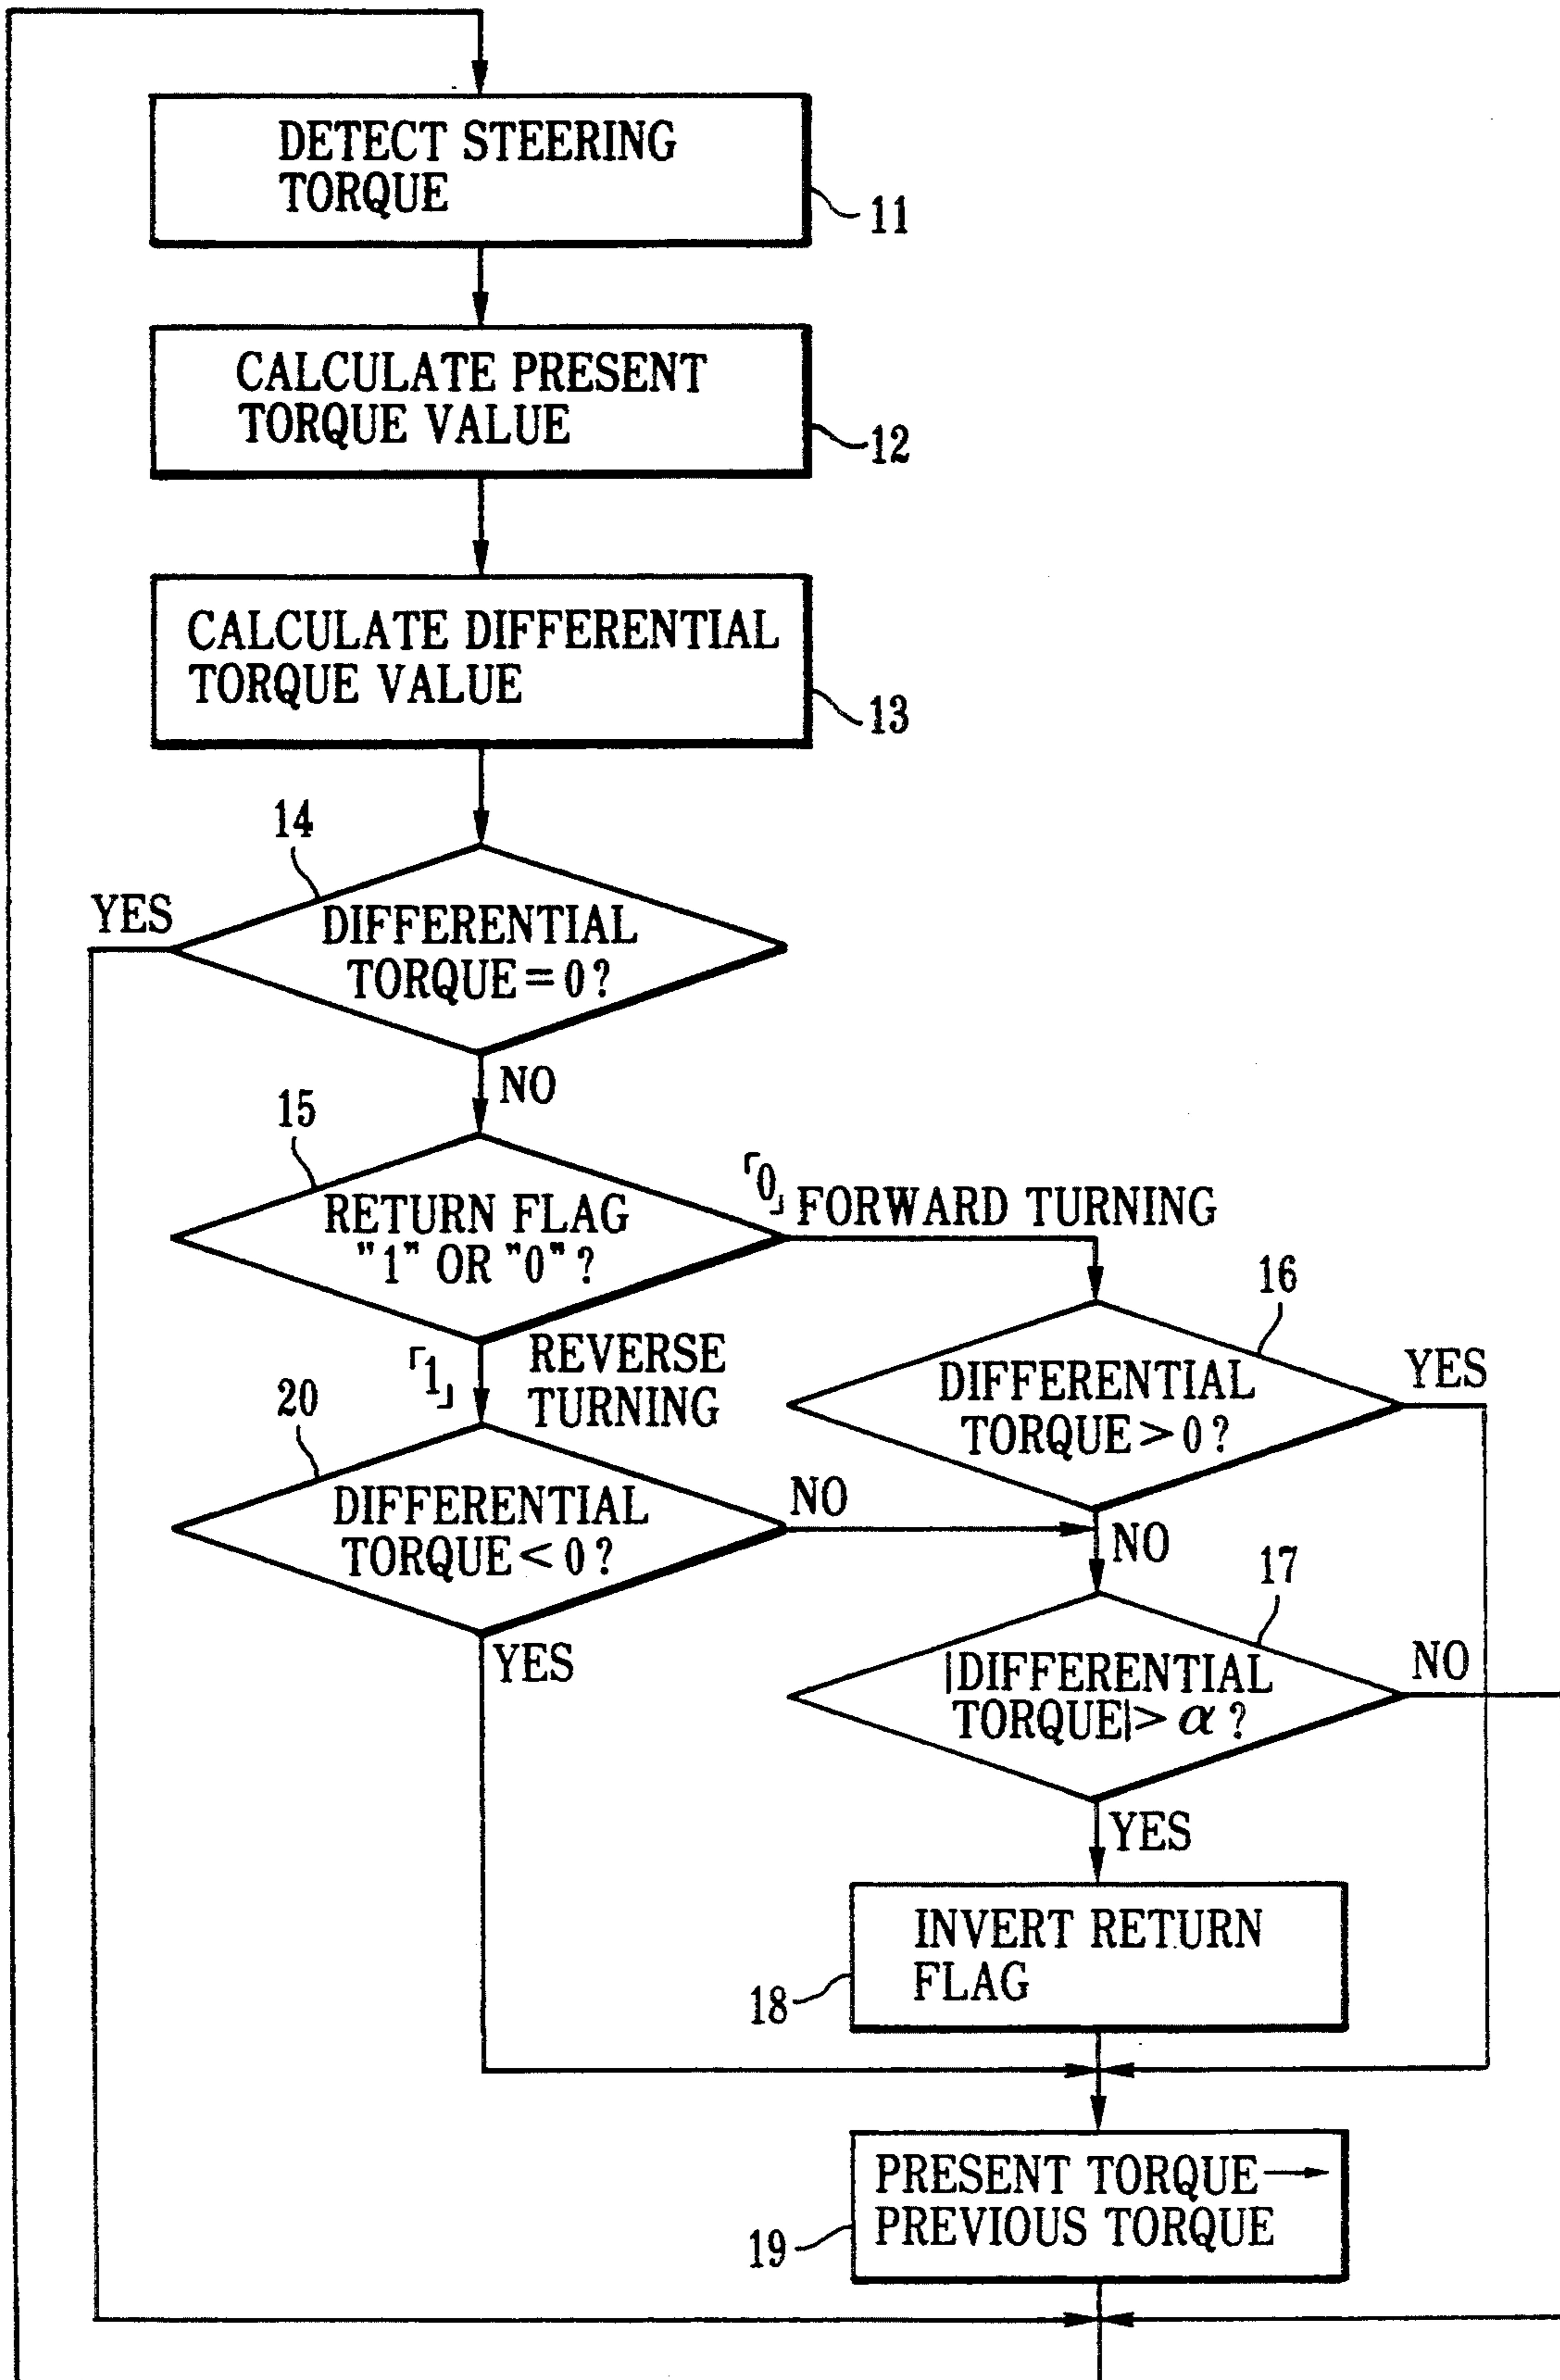 DETECT STEERING
TORQUE
11
CALCULATE PRESENT
TORQUE VALUE
12
CALCULATE DIFFERENTIAL
TORQUE VALUE
13
14
YES
DIFFERENTIAL
TORQUE = 0 ?
NO
15
RETURN FLAG
"1" OR "0" ?
「0」 FORWARD TURNING
「1」 REVERSE
TURNING
16
DIFFERENTIAL
TORQUE > 0 ?
YES
NO
20
DIFFERENTIAL
TORQUE < 0 ?
NO
YES
17
|DIFFERENTIAL
TORQUE| > α ?
NO
YES
INVERT RETURN
FLAG
18
PRESENT TORQUE →
PREVIOUS TORQUE
19